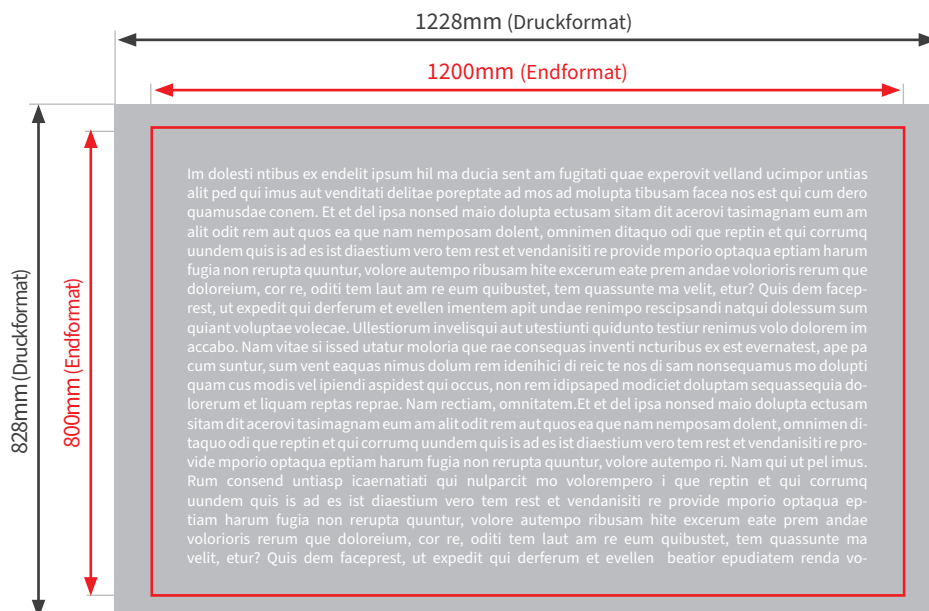 1228mm (Druckformat)
1200mm (Endformat)
828mm (Druckformat)
800mm (Endformat)
Im dolesti ntibus ex endelit ipsum hil ma ducia sent am fugitati quae experovit velland ucimpor untias
alit ped qui imus aut venditati delitae poreptate ad mos ad molupta tibusam facea nos est qui cum dero
quamusdae conem. Et et del ipsa nonsed maio dolupta ectusam sitam dit acerovi tasimagnam eum am
alit odit rem aut quos ea que nam nemposam dolent, omnimen ditaquo odi que reptin et qui corrumq
uundem quis is ad es ist diaestium vero tem rest et vendanisiti re provide mporio optaqua eptiam harum
fugia non rerupta quuntur, volore autempo ribusam hite excerum eate prem andae volorioris rerum que
doloreium, cor re, oditi tem laut am re eum quibustet, tem quassunte ma velit, etur? Quis dem facep-
rest, ut expedit qui derferum et evellen imentem apit undae renimpo rescipsandi natqui dolessum sum
quiant voluptae volecae. Ullestiorum invelisqui aut utestiunti quidunto testiur renimus volo dolorem im
accabo. Nam vitae si issed utatur moloria que rae consequas inventi ncturibus ex est evernatest, ape pa
cum suntur, sum vent eaquas nimus dolum rem idenihici di reic te nos di sam nonsequamus mo dolupti
quam cus modis vel ipiendi aspidest qui occus, non rem idipsaped modiciet doluptam sequassequia do-
lorerum et liquam reptas reprae. Nam rectiam, omnitatem.Et et del ipsa nonsed maio dolupta ectusam
sitam dit acerovi tasimagnam eum am alit odit rem aut quos ea que nam nemposam dolent, omnimen di-
taquo odi que reptin et qui corrumq uundem quis is ad es ist diaestium vero tem rest et vendanisiti re pro-
vide mporio optaqua eptiam harum fugia non rerupta quuntur, volore autempo ri. Nam qui ut pel imus.
Rum consend untiasp icaernatiati qui nulparcit mo volorempero i que reptin et qui corrumq
uundem quis is ad es ist diaestium vero tem rest et vendanisiti re provide mporio optaqua ep-
tiam harum fugia non rerupta quuntur, volore autempo ribusam hite excerum eate prem andae
volorioris rerum que doloreium, cor re, oditi tem laut am re eum quibustet, tem quassunte ma
velit, etur? Quis dem faceprest, ut expedit qui derferum et evellen beatior epudiatem renda vo-